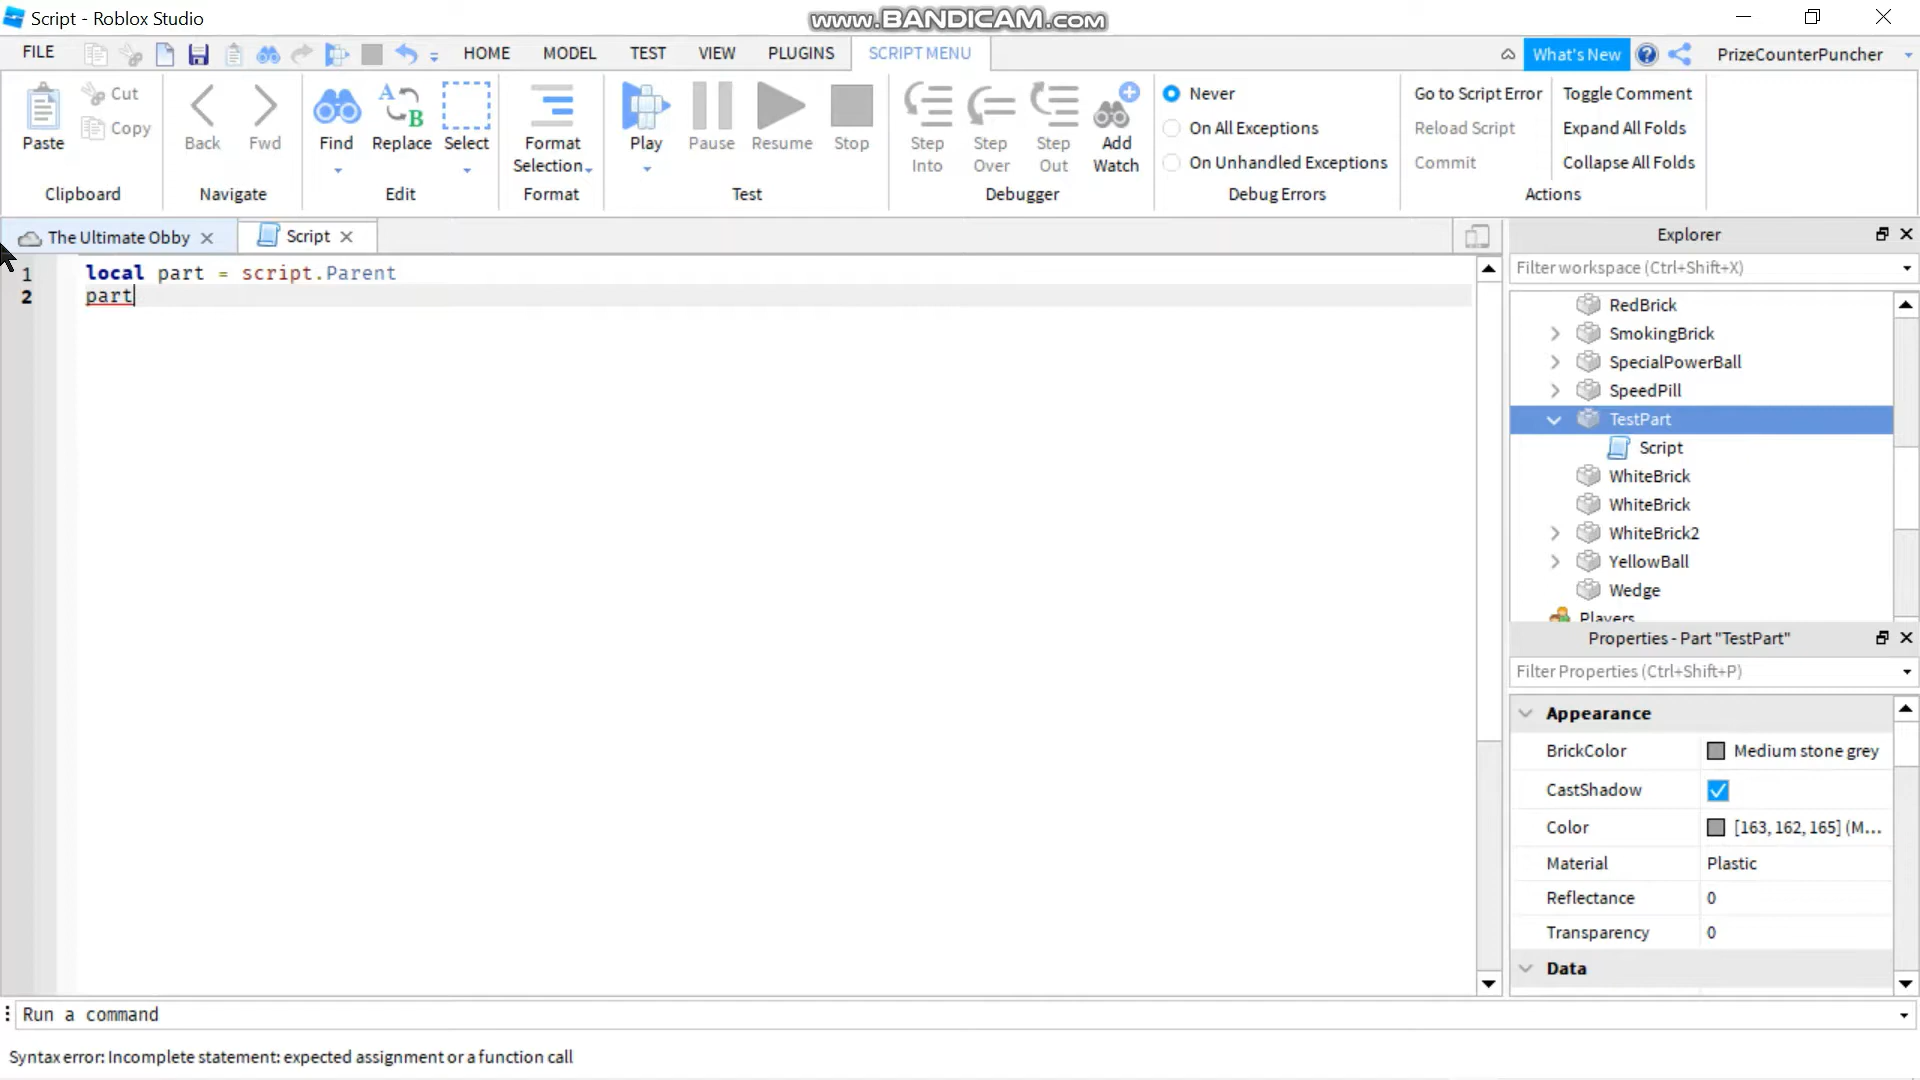 Script - Roblox Studio
www.BANDICAM.com
FILE HOME MODEL TEST VIEW PLUGINS SCRIPT MENU What's New PrizeCounterPuncher
Paste
Cut
Copy
Clipboard
Back
Fwd
Navigate
Find
Replace
Select
Edit
Format
Selection
Format
Play
Pause
Resume
Stop
Test
Step
Into
Step
Over
Step
Out
Add
Watch
Debugger
Never
On All Exceptions
On Unhandled Exceptions
Debug Errors
Go to Script Error
Reload Script
Commit
Toggle Comment
Expand All Folds
Collapse All Folds
Actions
The Ultimate Obby
Script
1 local part = script.Parent
2 part
Explorer
Filter workspace (Ctrl+Shift+X)
RedBrick
SmokingBrick
SpecialPowerBall
SpeedPill
TestPart
Script
WhiteBrick
WhiteBrick
WhiteBrick2
YellowBall
Wedge
Players
Properties - Part "TestPart"
Filter Properties (Ctrl+Shift+P)
Appearance
BrickColor Medium stone grey
CastShadow
Color [163, 162, 165] (M...
Material Plastic
Reflectance 0
Transparency 0
Data
Run a command
Syntax error: Incomplete statement: expected assignment or a function call